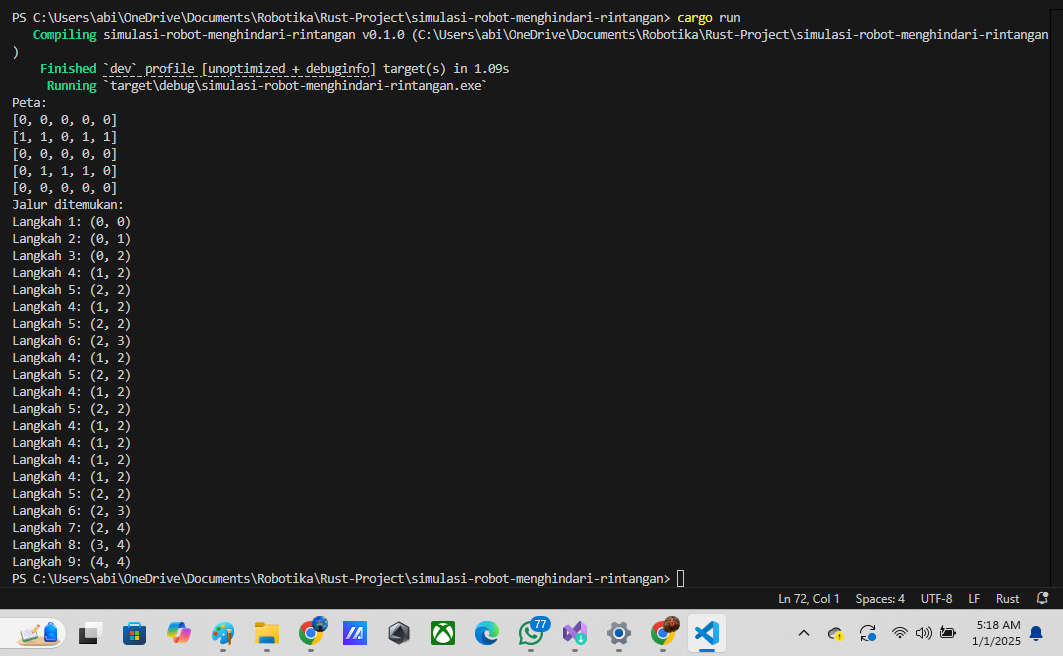 PS C:\Users\abi\OneDrive\Documents\Robotika\Rust-Project\simulasi-robot-menghindari-rintangan> cargo run
Compiling simulasi-robot-menghindari-rintangan v0.1.0 (C:\Users\abi\OneDrive\Documents\Robotika\Rust-Project\simulasi-robot-menghindari-rintangan
)
Finished `dev` profile [unoptimized + debuginfo] target(s) in 1.09s
Running `target\debug\simulasi-robot-menghindari-rintangan.exe`
Peta:
[0, 0, 0, 0, 0]
[1, 1, 0, 1, 1]
[0, 0, 0, 0, 0]
[0, 1, 1, 1, 0]
[0, 0, 0, 0, 0]
Jalur ditemukan:
Langkah 1: (0, 0)
Langkah 2: (0, 1)
Langkah 3: (0, 2)
Langkah 4: (1, 2)
Langkah 5: (2, 2)
Langkah 4: (1, 2)
Langkah 5: (2, 2)
Langkah 6: (2, 3)
Langkah 4: (1, 2)
Langkah 5: (2, 2)
Langkah 4: (1, 2)
Langkah 5: (2, 2)
Langkah 4: (1, 2)
Langkah 4: (1, 2)
Langkah 4: (1, 2)
Langkah 4: (1, 2)
Langkah 5: (2, 2)
Langkah 6: (2, 3)
Langkah 7: (2, 4)
Langkah 8: (3, 4)
Langkah 9: (4, 4)
PS C:\Users\abi\OneDrive\Documents\Robotika\Rust-Project\simulasi-robot-menghindari-rintangan>
Ln 72, Col 1 Spaces: 4 UTF-8 LF Rust
77
5:18 AM
1/1/2025